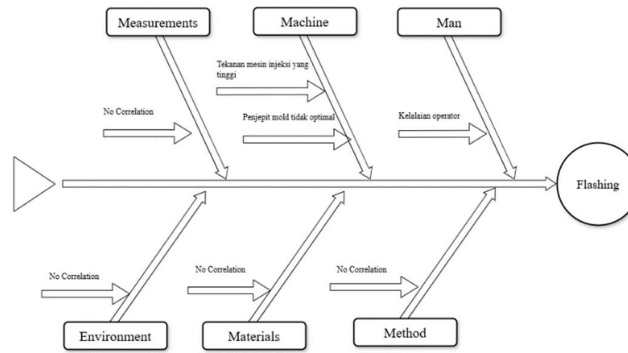 Measurements
Machine
Man
Tekanan mesin injeksi yang
tinggi
No Correlation
Penjepit mold tidak optimal
Kelalaian operator
Flashing
No Correlation
No Correlation
No Correlation
Environment
Materials
Method